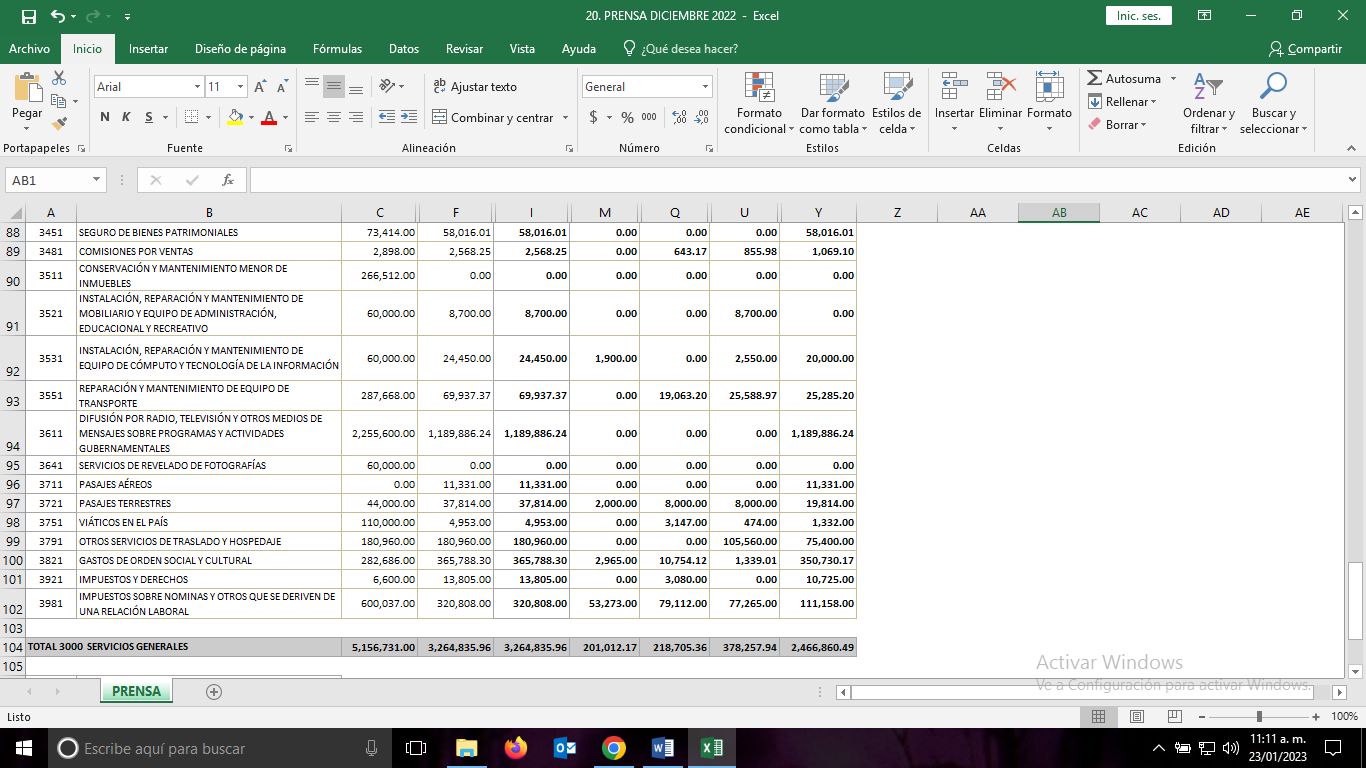 20. PRENSA DICIEMBRE 2022 - Excel
Inic. ses.
Archivo Inicio Insertar Diseño de página Fórmulas Datos Revisar Vista Ayuda ¿Qué desea hacer? Compartir
Pegar
Arial 11
N K S
Ajustar texto
Combinar y centrar
General
$ % 000
Formato condicional
Dar formato como tabla
Estilos de celda
Insertar Eliminar Formato
Autosuma
Rellenar
Borrar
Ordenar y filtrar
Buscar y seleccionar
Portapapeles Fuente Alineación Número Estilos Celdas Edición
AB1 fx
A B C F I M Q U Y Z AA AB AC AD AE
88 3451 SEGURO DE BIENES PATRIMONIALES 73,414.00 58,016.01 58,016.01 0.00 0.00 0.00 58,016.01
89 3481 COMISIONES POR VENTAS 2,898.00 2,568.25 2,568.25 0.00 643.17 855.98 1,069.10
90 3511 CONSERVACIÓN Y MANTENIMIENTO MENOR DE
INMUEBLES 266,512.00 0.00 0.00 0.00 0.00 0.00 0.00
91 3521 INSTALACIÓN, REPARACIÓN Y MANTENIMIENTO DE
MOBILIARIO Y EQUIPO DE ADMINISTRACIÓN,
EDUCACIONAL Y RECREATIVO 60,000.00 8,700.00 8,700.00 0.00 0.00 8,700.00 0.00
92 3531 INSTALACIÓN, REPARACIÓN Y MANTENIMIENTO DE
EQUIPO DE CÓMPUTO Y TECNOLOGÍA DE LA INFORMACIÓN 60,000.00 24,450.00 24,450.00 1,900.00 0.00 2,550.00 20,000.00
93 3551 REPARACIÓN Y MANTENIMIENTO DE EQUIPO DE
TRANSPORTE 287,668.00 69,937.37 69,937.37 0.00 19,063.20 25,588.97 25,285.20
94 3611 DIFUSIÓN POR RADIO, TELEVISIÓN Y OTROS MEDIOS DE
MENSAJES SOBRE PROGRAMAS Y ACTIVIDADES
GUBERNAMENTALES 2,255,600.00 1,189,886.24 1,189,886.24 0.00 0.00 0.00 1,189,886.24
95 3641 SERVICIOS DE REVELADO DE FOTOGRAFÍAS 60,000.00 0.00 0.00 0.00 0.00 0.00 0.00
96 3711 PASAJES AÉREOS 0.00 11,331.00 11,331.00 0.00 0.00 0.00 11,331.00
97 3721 PASAJES TERRESTRES 44,000.00 37,814.00 37,814.00 2,000.00 8,000.00 8,000.00 19,814.00
98 3751 VIÁTICOS EN EL PAÍS 110,000.00 4,953.00 4,953.00 0.00 3,147.00 474.00 1,332.00
99 3791 OTROS SERVICIOS DE TRASLADO Y HOSPEDAJE 180,960.00 180,960.00 180,960.00 0.00 0.00 105,560.00 75,400.00
100 3821 GASTOS DE ORDEN SOCIAL Y CULTURAL 282,686.00 365,788.30 365,788.30 2,965.00 10,754.12 1,339.01 350,730.17
101 3921 IMPUESTOS Y DERECHOS 6,600.00 13,805.00 13,805.00 0.00 3,080.00 0.00 10,725.00
102 3981 IMPUESTOS SOBRE NOMINAS Y OTROS QUE SE DERIVEN DE
UNA RELACIÓN LABORAL 600,037.00 320,808.00 320,808.00 53,273.00 79,112.00 77,265.00 111,158.00
103
104 TOTAL 3000 SERVICIOS GENERALES 5,156,731.00 3,264,835.96 3,264,835.96 201,012.17 218,705.36 378,257.94 2,466,860.49
105
Activar Windows
Ve a Configuración para activar Windows.
PRENSA
Listo 100%
Escribe aquí para buscar
11:11 a. m.
23/01/2023